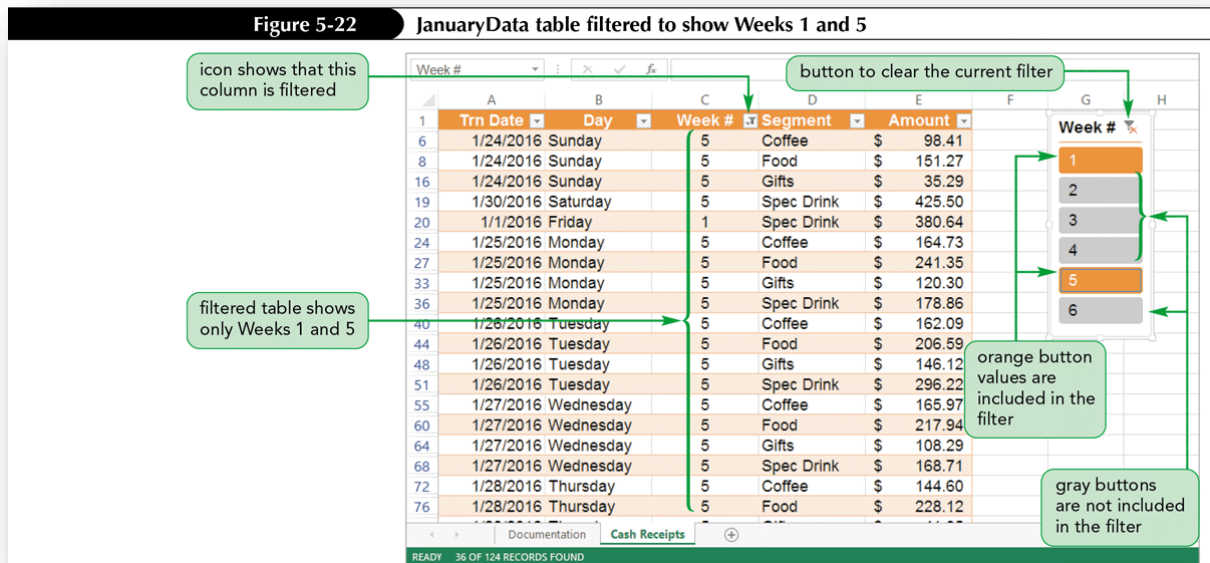 Figure 5-22 JanuaryData table filtered to show Weeks 1 and 5
icon shows that this
column is filtered
button to clear the current filter
Week # fx
A B C D E F G H
1 Trn Date Day Week # Segment Amount
6 1/24/2016 Sunday 5 Coffee $ 98.41
8 1/24/2016 Sunday 5 Food $ 151.27
16 1/24/2016 Sunday 5 Gifts $ 35.29
19 1/30/2016 Saturday 5 Spec Drink $ 425.50
20 1/1/2016 Friday 1 Spec Drink $ 380.64
24 1/25/2016 Monday 5 Coffee $ 164.73
27 1/25/2016 Monday 5 Food $ 241.35
33 1/25/2016 Monday 5 Gifts $ 120.30
36 1/25/2016 Monday 5 Spec Drink $ 178.86
40 1/26/2016 Tuesday 5 Coffee $ 162.09
44 1/26/2016 Tuesday 5 Food $ 206.59
48 1/26/2016 Tuesday 5 Gifts $ 146.12
51 1/26/2016 Tuesday 5 Spec Drink $ 296.22
55 1/27/2016 Wednesday 5 Coffee $ 165.97
60 1/27/2016 Wednesday 5 Food $ 217.94
64 1/27/2016 Wednesday 5 Gifts $ 108.29
68 1/27/2016 Wednesday 5 Spec Drink $ 168.71
72 1/28/2016 Thursday 5 Coffee $ 144.60
76 1/28/2016 Thursday 5 Food $ 228.12
Week #
1
2
3
4
5
6
filtered table shows
only Weeks 1 and 5
orange button
values are
included in the
filter
gray buttons
are not included
in the filter
Documentation Cash Receipts
READY 36 OF 124 RECORDS FOUND